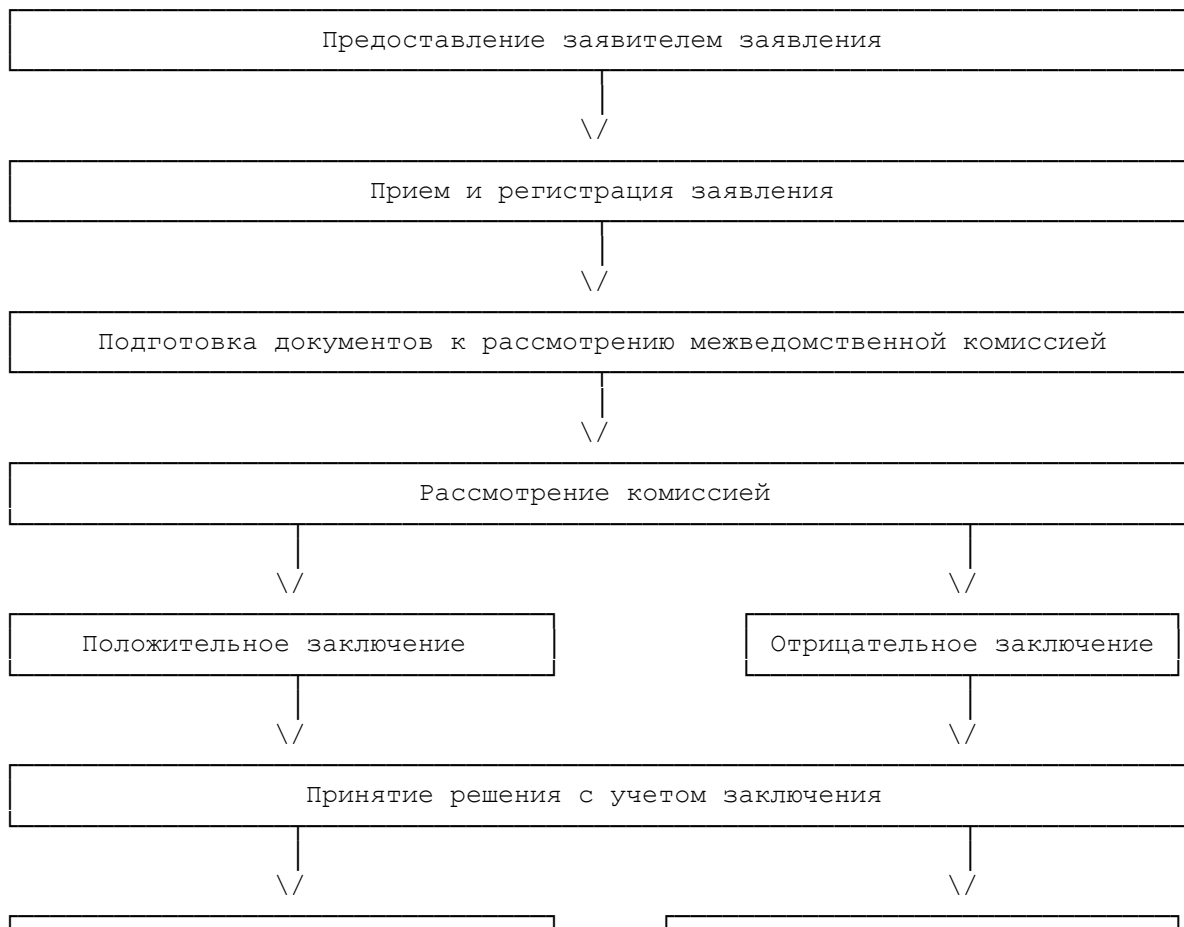 Предоставление заявителем заявления
Прием и регистрация заявления
Подготовка документов к рассмотрению межведомственной комиссией
Рассмотрение комиссией
Положительное заключение
Отрицательное заключение
Принятие решения с учетом заключения